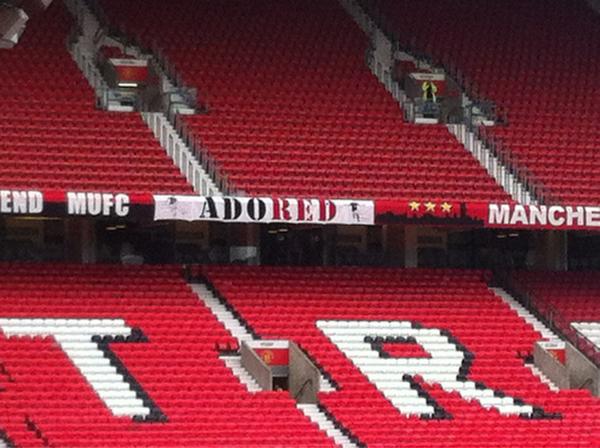 END MUFC ADORED MANCHE
T R